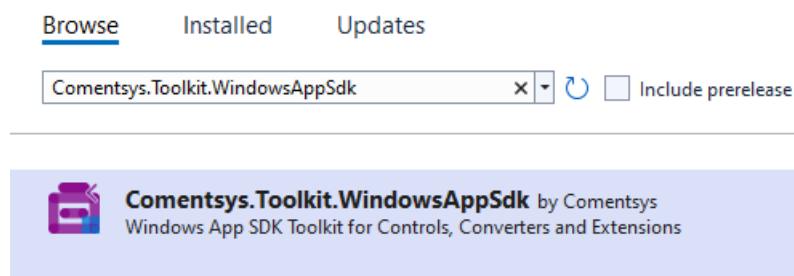 Browse Installed Updates
Comentsys.Toolkit.WindowsAppSdk Include prerelease
Comentsys.Toolkit.WindowsAppSdk by Comentsys
Windows App SDK Toolkit for Controls, Converters and Extensions